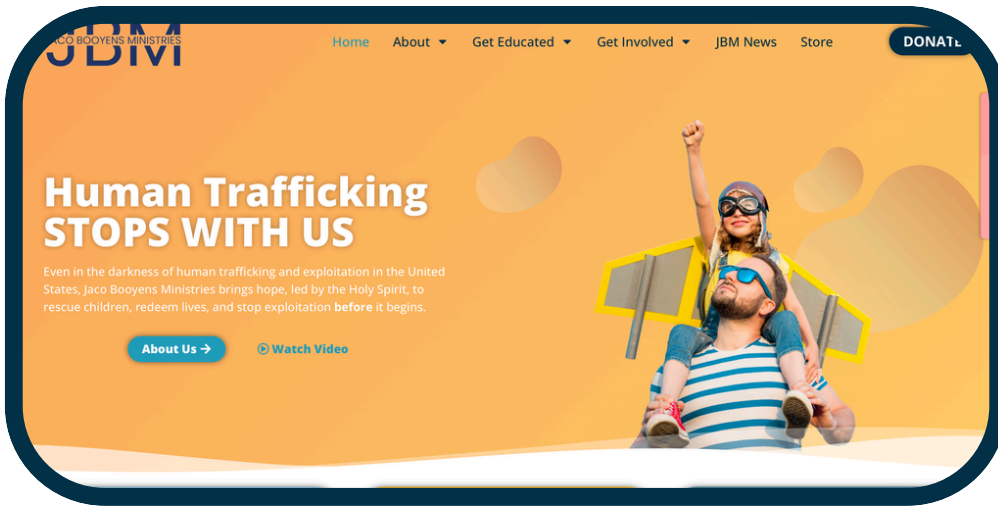 JBM
JACO BOOYENS MINISTRIES
Home About Get Educated Get Involved JBM News Store DONATE
Human Trafficking
STOPS WITH US
Even in the darkness of human trafficking and exploitation in the United
States, Jaco Booyens Ministries brings hope, led by the Holy Spirit, to
rescue children, redeem lives, and stop exploitation before it begins.
About Us Watch Video